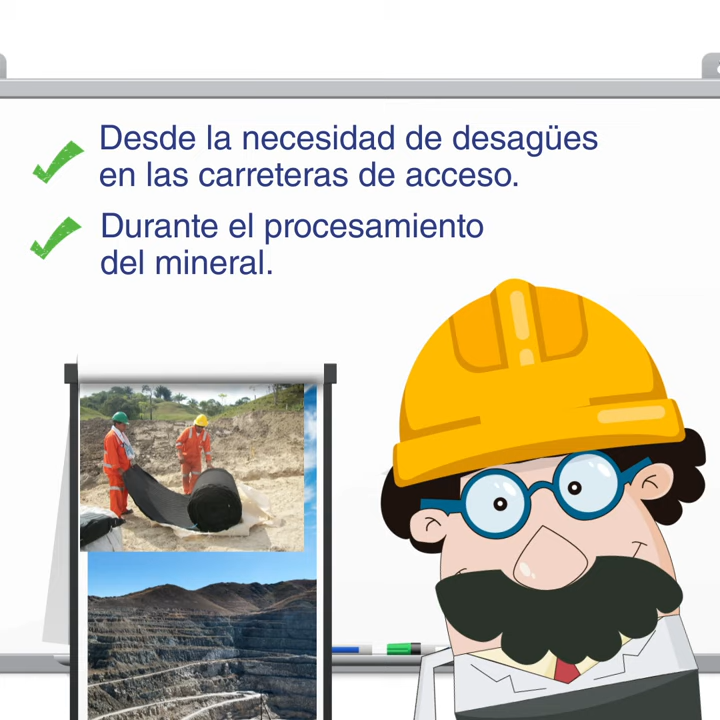 Desde la necesidad de desagües
en las carreteras de acceso.
Durante el procesamiento
del mineral.